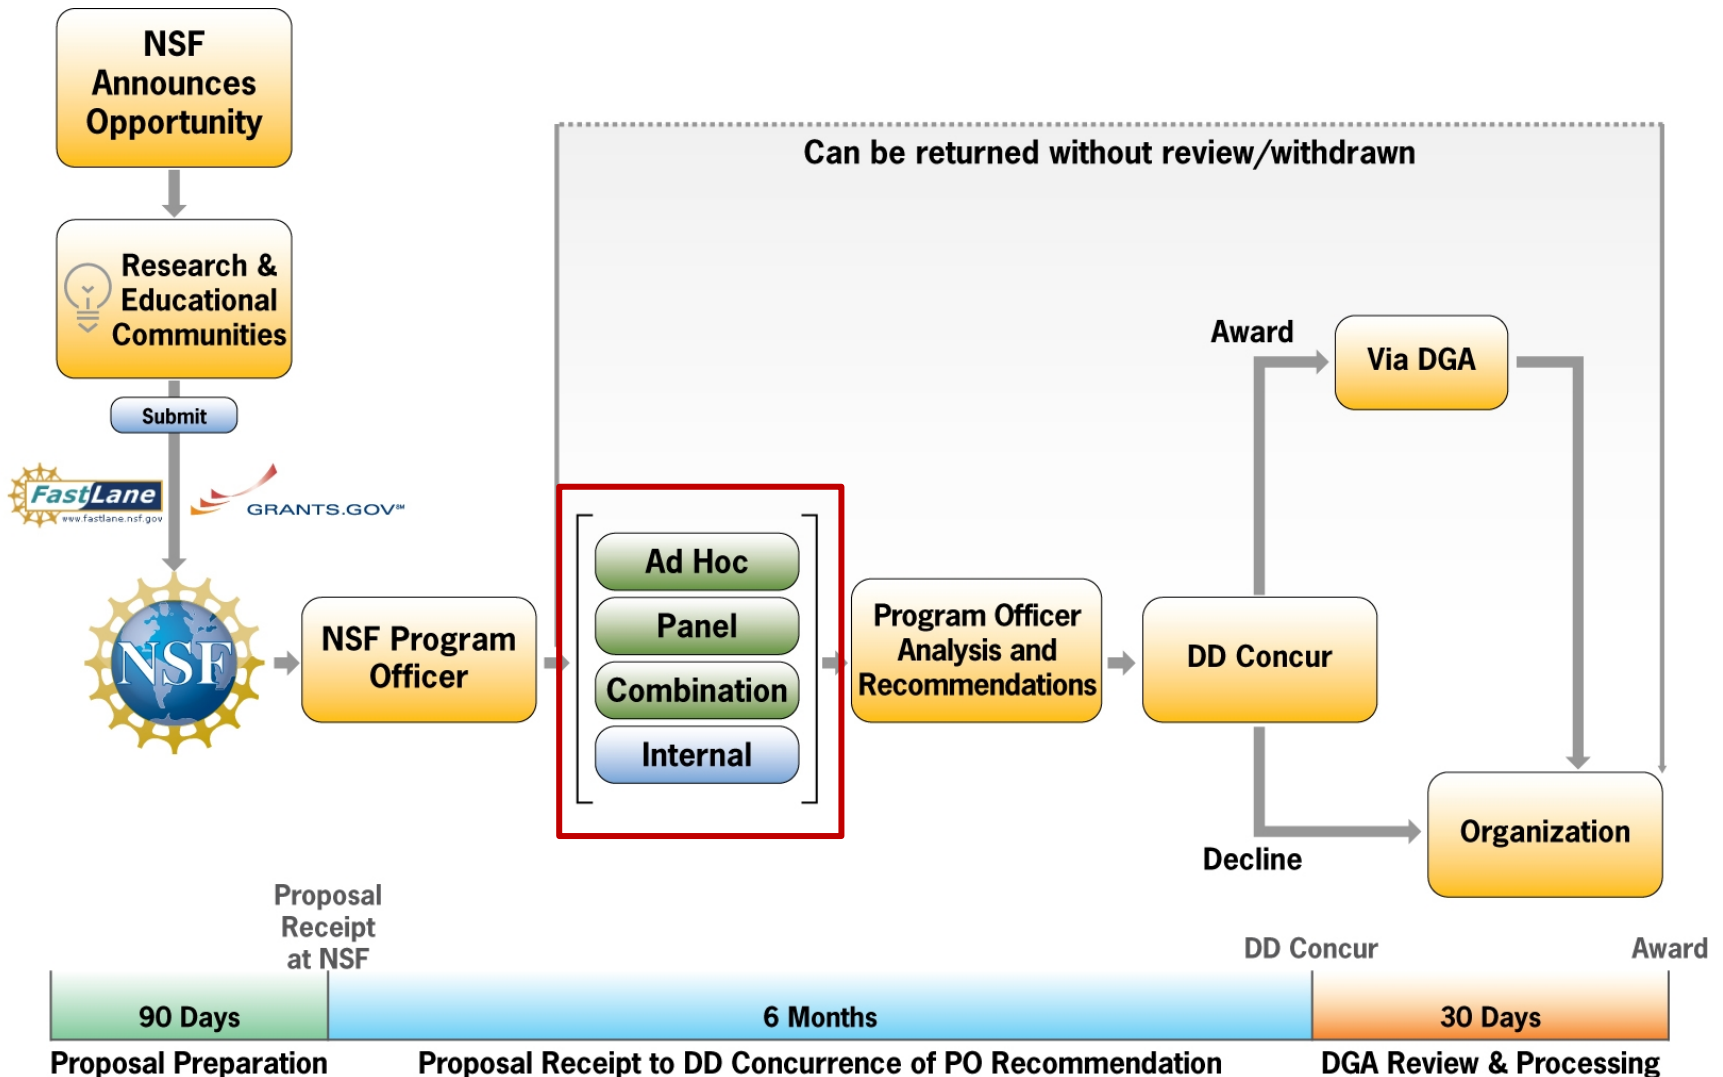 NSF
Announces
Opportunity
Can be returned without review/withdrawn
Research &
Educational
Communities
Submit
FastLane
www.fastlane.nsf.gov
GRANTS.GOV℠
NSF
NSF Program
Officer
Ad Hoc
Panel
Combination
Internal
Program Officer
Analysis and
Recommendations
DD Concur
Award
Via DGA
Decline
Organization
Proposal
Receipt
at NSF
DD Concur
Award
90 Days
6 Months
30 Days
Proposal Preparation
Proposal Receipt to DD Concurrence of PO Recommendation
DGA Review & Processing